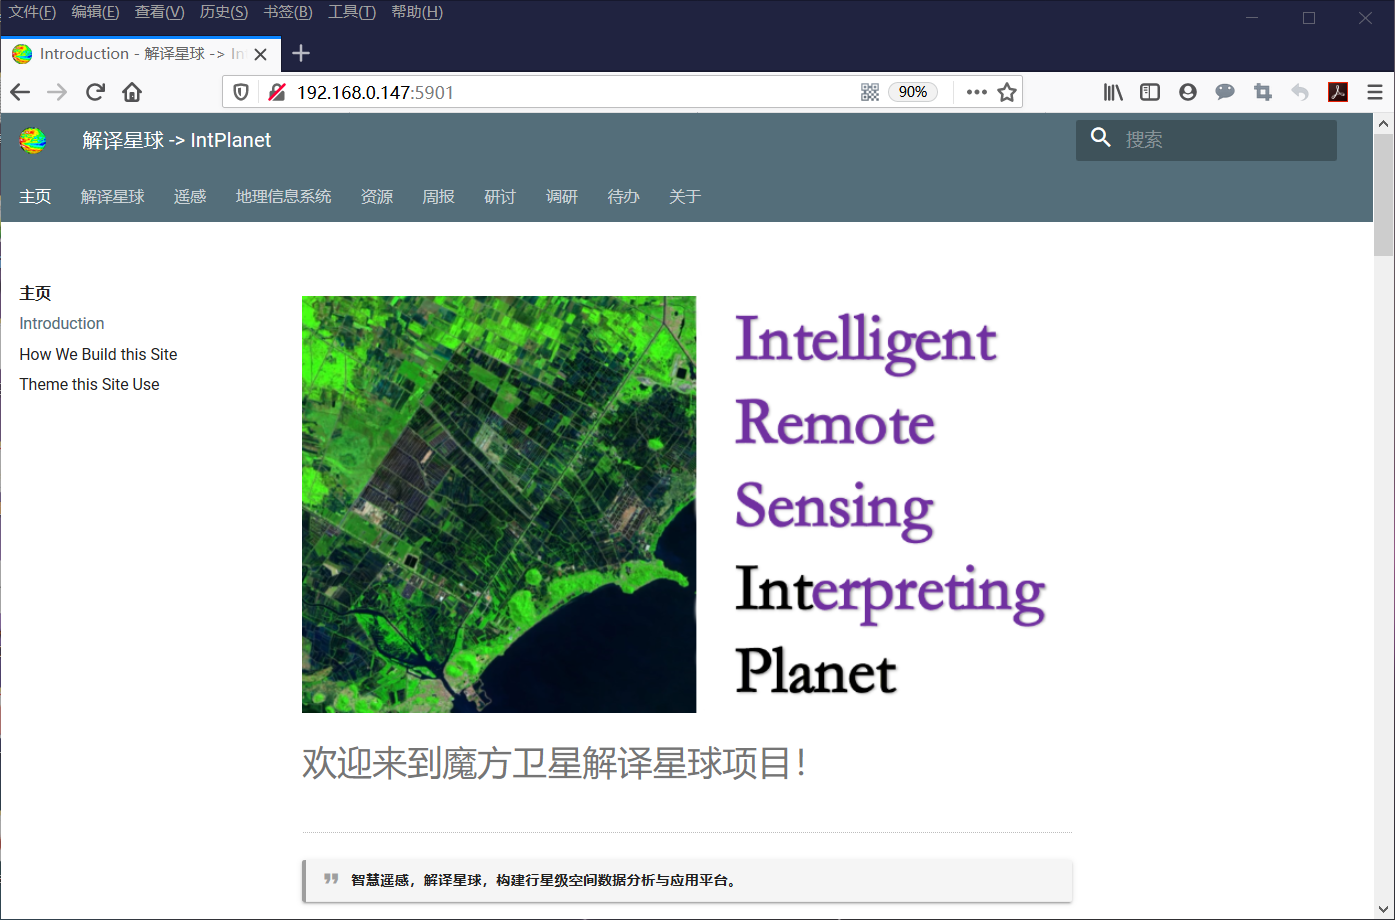 文件(F) 编辑(E) 查看(V) 历史(S) 书签(B) 工具(T) 帮助(H)
Introduction - 解译星球 -> In
192.168.0.147:5901
90%
解译星球 -> IntPlanet
搜索
主页 解译星球 遥感 地理信息系统 资源 周报 研讨 调研 待办 关于
主页
Introduction
How We Build this Site
Theme this Site Use
Intelligent
Remote
Sensing
Interpreting
Planet
欢迎来到魔方卫星解译星球项目！
智慧遥感，解译星球，构建行星级空间数据分析与应用平台。